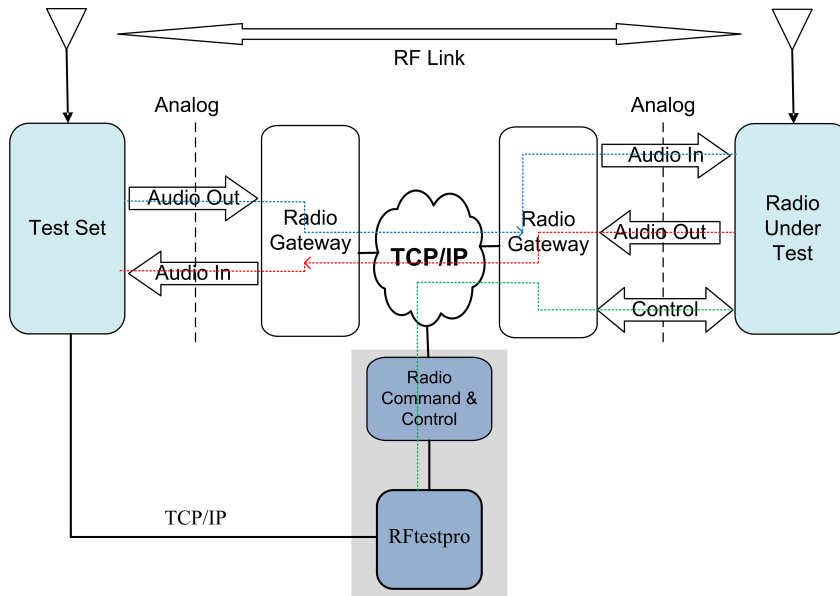 RF Link
Analog
Analog
Test Set
Audio Out
Audio In
Radio
Gateway
TCP/IP
Radio
Gateway
Audio In
Audio Out
Control
Radio
Under
Test
Radio
Command &
Control
TCP/IP
RFtestpro